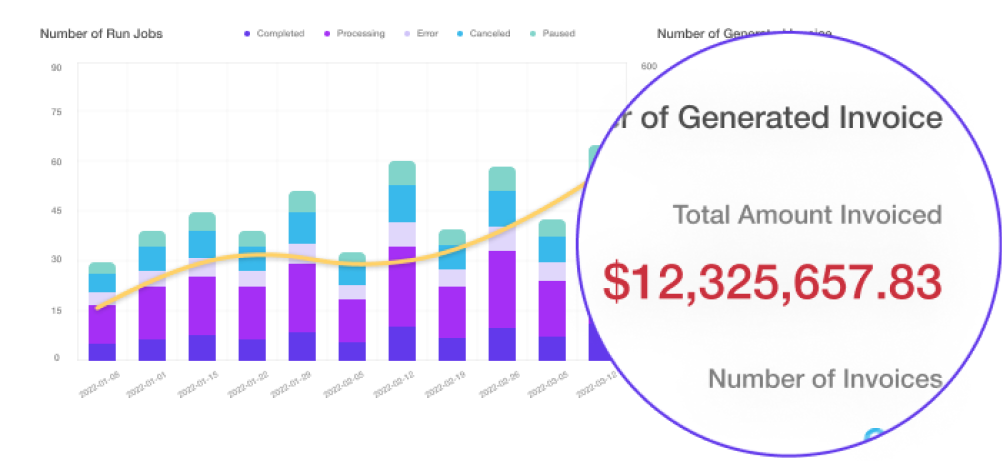 Number of Run Jobs
Completed
Processing
Error
Canceled
Paused
90
75
60
45
30
15
0
2022-01-08
2022-01-01
2022-01-15
2022-01-22
2022-01-29
2022-02-05
2022-02-12
2022-02-19
2022-02-26
2022-03-05
2022-03-12
Number of Generated Invoice
600
of Generated Invoice
Total Amount Invoiced
$12,325,657.83
Number of Invoices